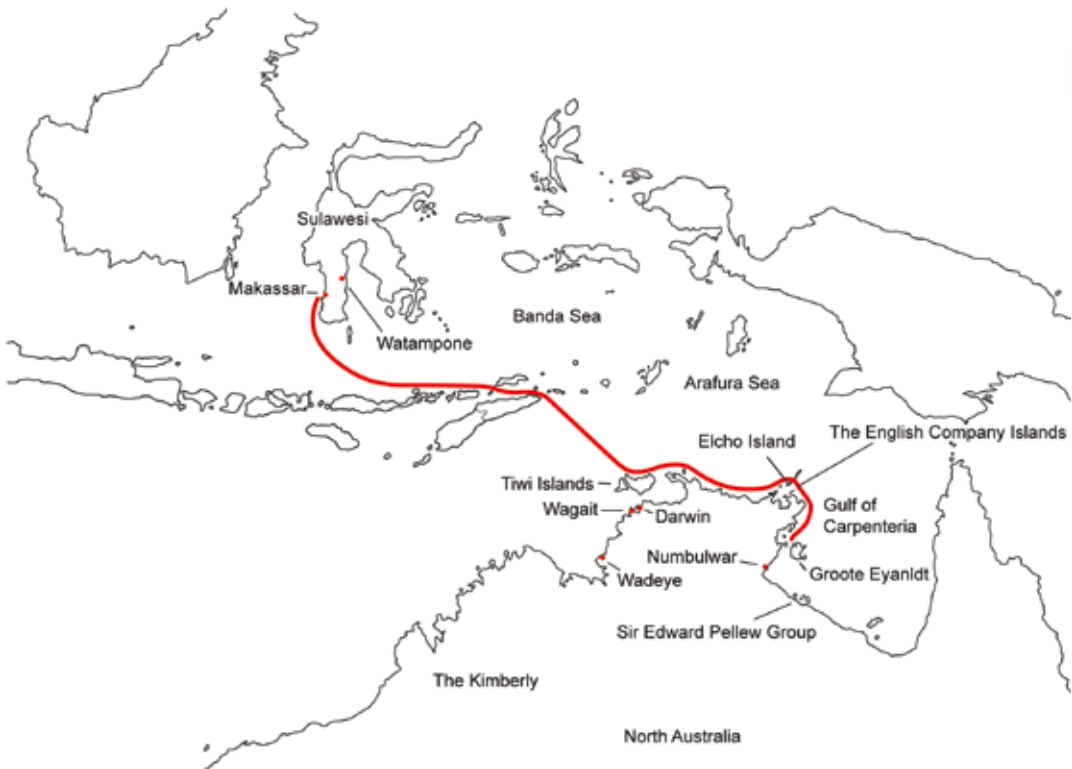 Sulawesi
Makassar
Banda Sea
Watampone
Arafura Sea
Elcho Island
The English Company Islands
Tiwi Islands
Wagait
Darwin
Gulf of
Carpenteria
Numbulwar
Wadeye
Groote Eyanldt
Sir Edward Pellew Group
The Kimberly
North Australia